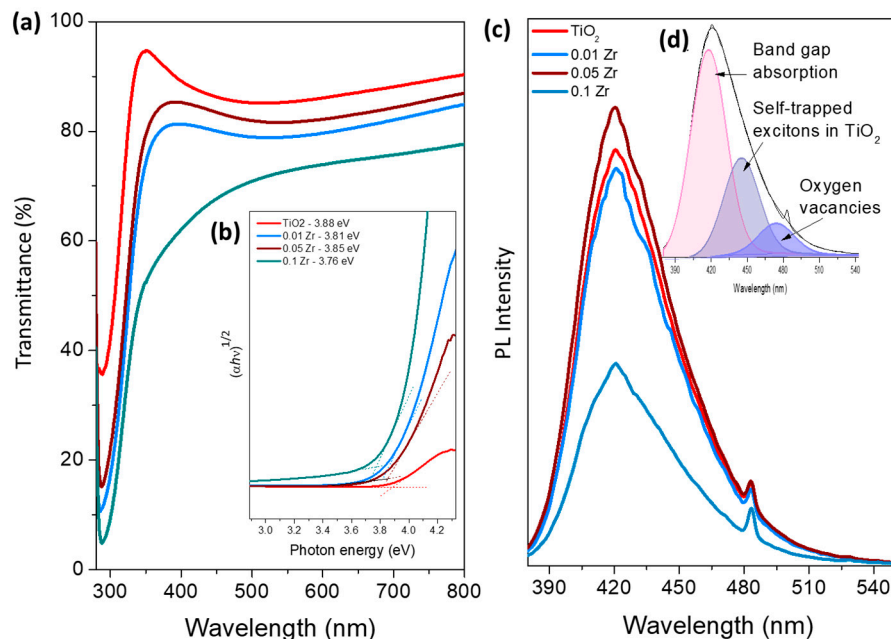 (a)
Transmittance (%)
100
80
60
40
20
0
300
400
500
600
700
800
Wavelength (nm)
(b)
TiO2 - 3.88 eV
0.01 Zr - 3.81 eV
0.05 Zr - 3.85 eV
0.1 Zr - 3.76 eV
(αhν)^1/2
3.0
3.2
3.4
3.6
3.8
4.0
4.2
Photon energy (eV)
(c)
TiO₂
0.01 Zr
0.05 Zr
0.1 Zr
PL Intensity
390
420
450
480
510
540
Wavelength (nm)
(d)
Band gap
absorption
Self-trapped
excitons in TiO₂
Oxygen
vacancies
390
420
450
480
510
540
Wavelength (nm)